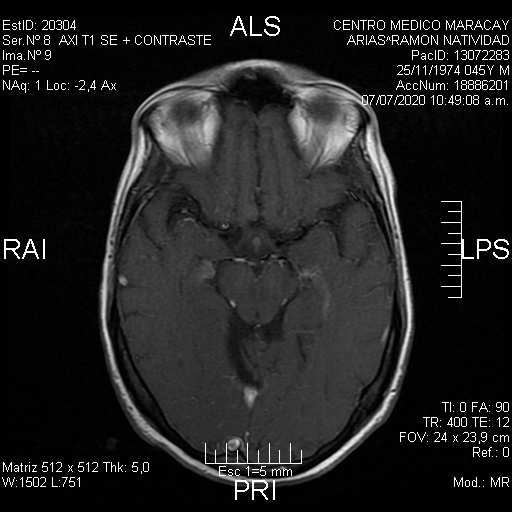 EstID: 20304
Ser.Nº 8 AXI T1 SE + CONTRASTE
Ima.Nº 9
PE= --
NAq: 1 Loc: -2,4 Ax
ALS
CENTRO MEDICO MARACAY
ARIAS^RAMON NATIVIDAD
PacID: 13072283
25/11/1974 045Y M
AccNum: 18886201
07/07/2020 10:49:08 a.m.
RAI
LPS
TI: 0 FA: 90
TR: 400 TE: 12
FOV: 24 x 23,9 cm
Ref.: 0
Matriz 512 x 512 Thk: 5,0
W:1502 L:751
Esc 1=5 mm
PRI
Mod.: MR